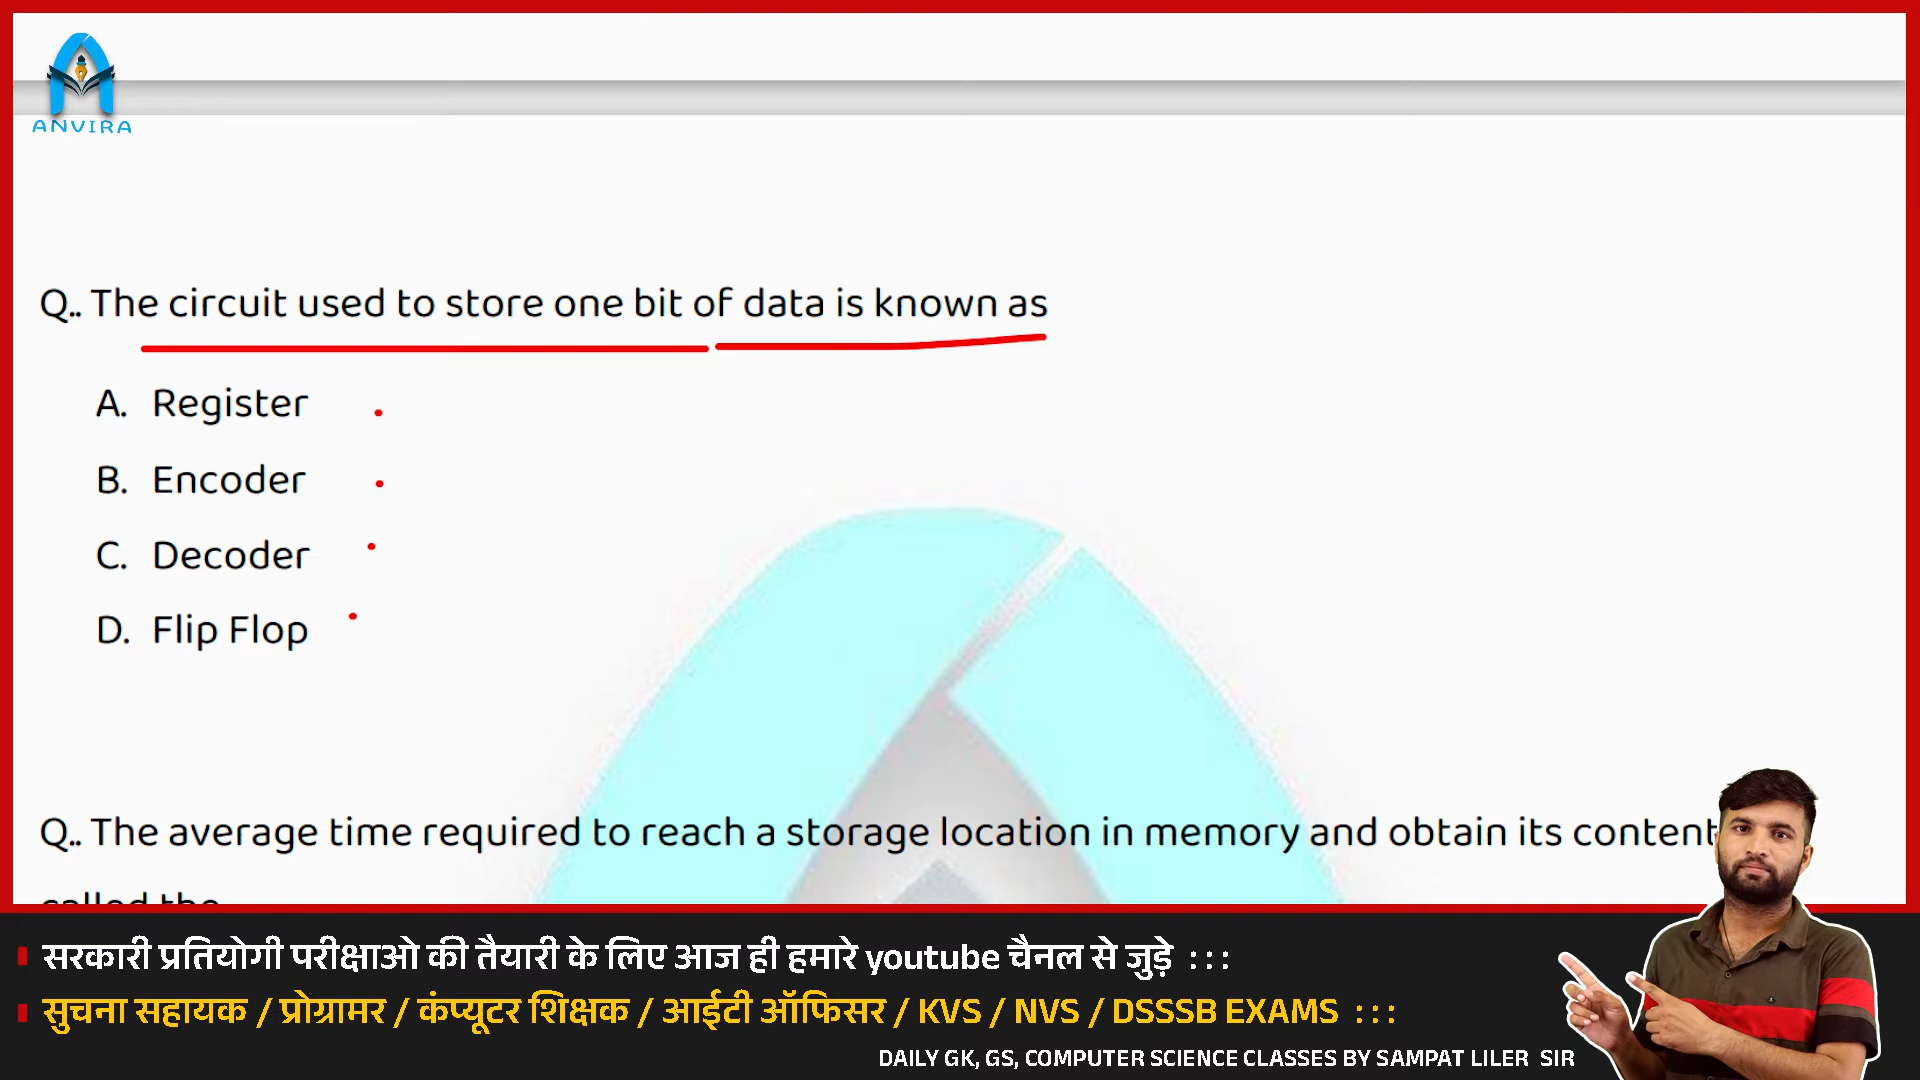 ANVIRA
Q.. The circuit used to store one bit of data is known as
A. Register
B. Encoder
C. Decoder
D. Flip Flop
Q.. The average time required to reach a storage location in memory and obtain its content
called the
सरकारी प्रतियोगी परीक्षाओ की तैयारी के लिए आज ही हमारे youtube चैनल से जुड़े :::
सुचना सहायक / प्रोग्रामर / कंप्यूटर शिक्षक / आईटी ऑफिसर / KVS / NVS / DSSSB EXAMS :::
DAILY GK, GS, COMPUTER SCIENCE CLASSES BY SAMPAT LILER SIR